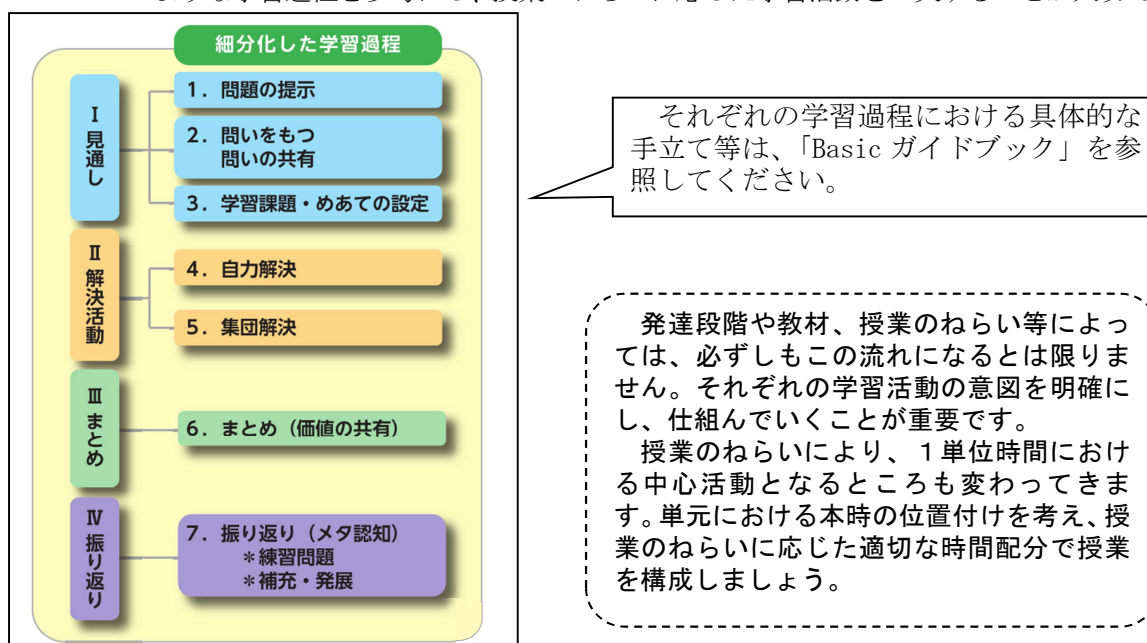 細分化した学習過程
Ⅰ 見通し
1．問題の提示
2．問いをもつ
問いの共有
3．学習課題・めあての設定
Ⅱ 解決活動
4．自力解決
5．集団解決
Ⅲ まとめ
6．まとめ（価値の共有）
Ⅳ 振り返り
7．振り返り（メタ認知）
＊練習問題
＊補充・発展
それぞれの学習過程における具体的な
手立て等は、「Basic ガイドブック」を参
照してください。
発達段階や教材、授業のねらい等によっ
ては、必ずしもこの流れになるとは限りま
せん。それぞれの学習活動の意図を明確に
し、仕組んでいくことが重要です。
授業のねらいにより、１単位時間におけ
る中心活動となるところも変わってきま
す。単元における本時の位置付けを考え、授
業のねらいに応じた適切な時間配分で授業
を構成しましょう。